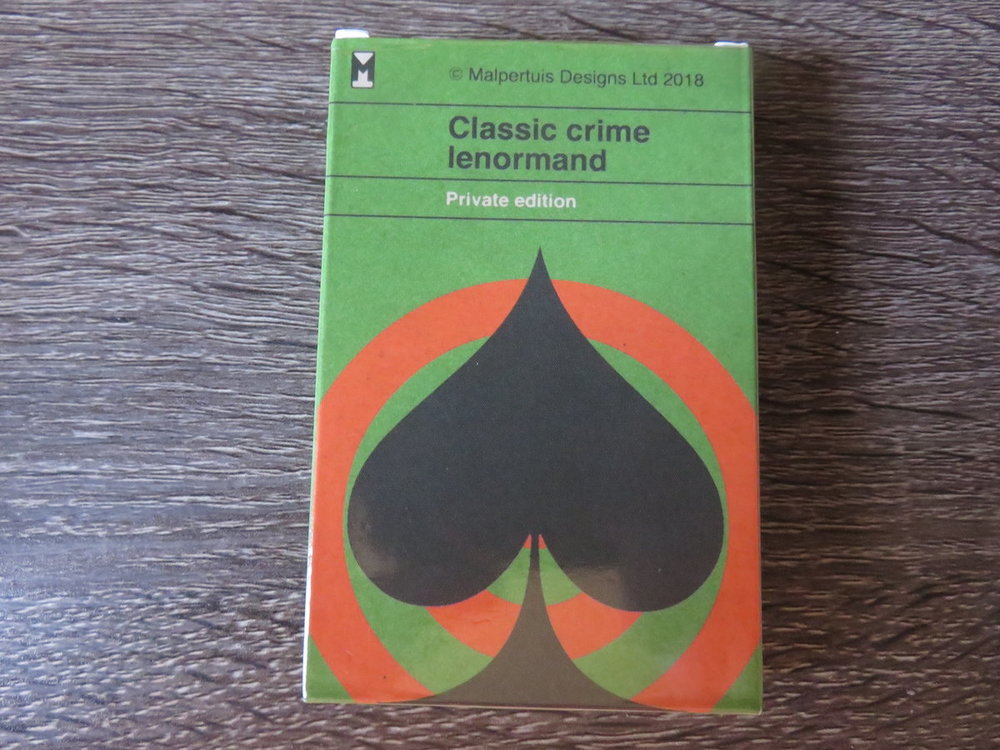 M
© Malpertuis Designs Ltd 2018
Classic crime
lenormand
Private edition